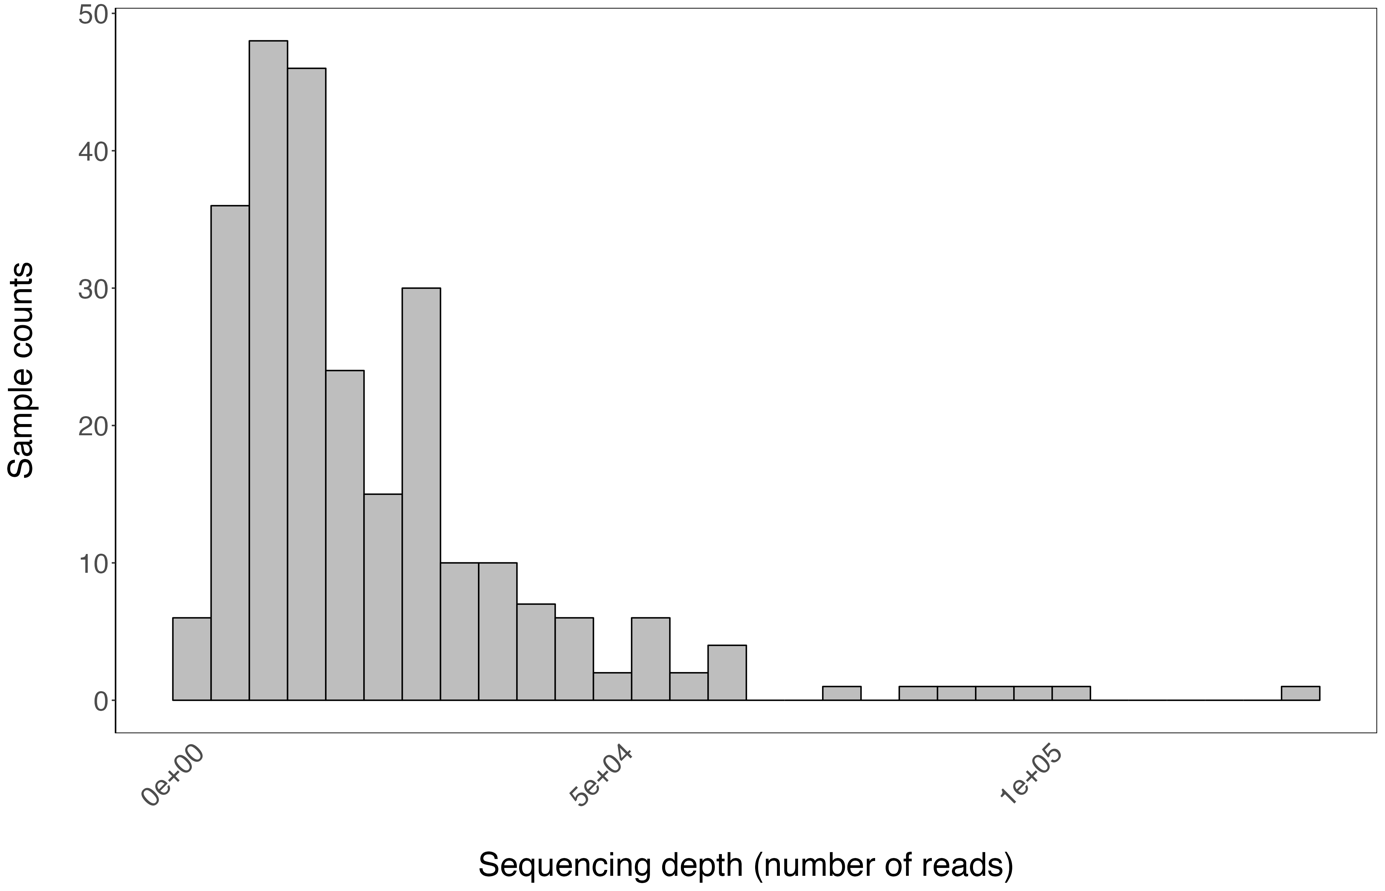 50
40
30
20
10
0
Sample counts
0e+00
5e+04
1e+05
Sequencing depth (number of reads)